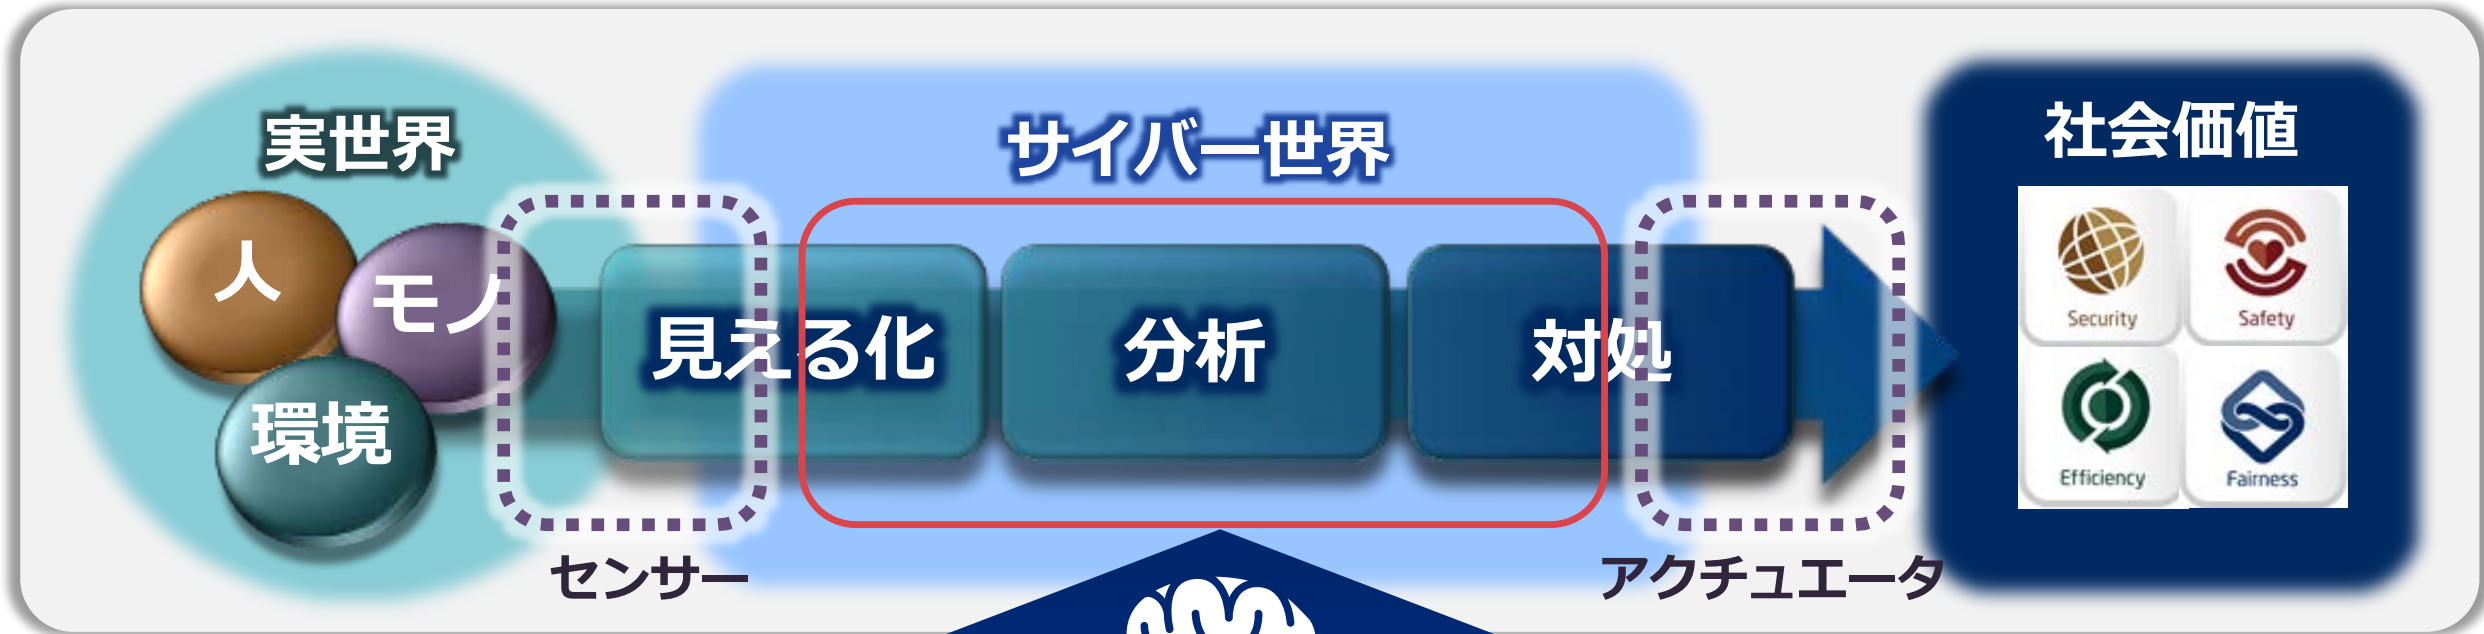 実世界
人
モノ
環境
センサー
サイバー世界
見える化
分析
対処
アクチュエータ
社会価値
Security
Safety
Efficiency
Fairness